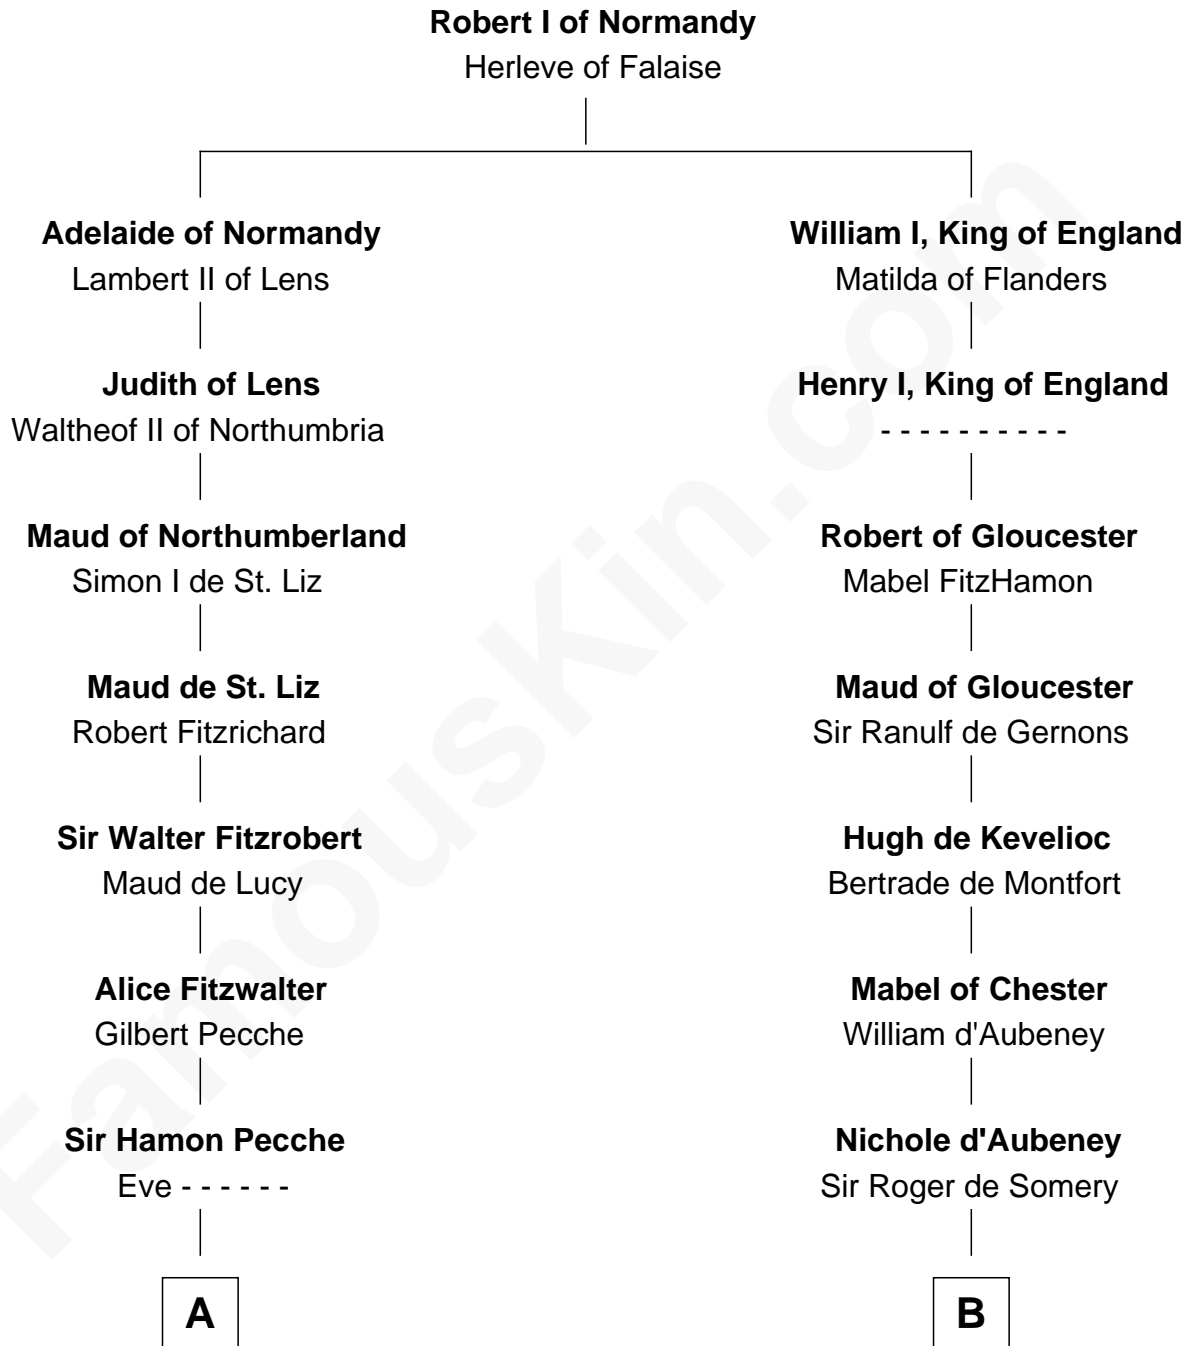 Robert I of Normandy
Herleve of Falaise
Adelaide of Normandy
Lambert II of Lens
William I, King of England
Matilda of Flanders
Judith of Lens
Waltheof II of Northumbria
Henry I, King of England
- - - - - - - - - -
Maud of Northumberland
Simon I de St. Liz
Robert of Gloucester
Mabel FitzHamon
Maud de St. Liz
Robert Fitzrichard
Maud of Gloucester
Sir Ranulf de Gernons
Sir Walter Fitzrobert
Maud de Lucy
Hugh de Kevelioc
Bertrade de Montfort
Alice Fitzwalter
Gilbert Pecche
Mabel of Chester
William d'Aubeney
Sir Hamon Pecche
Eve - - - - - -
Nichole d'Aubeney
Sir Roger de Somery
A
B
FamousKin.com